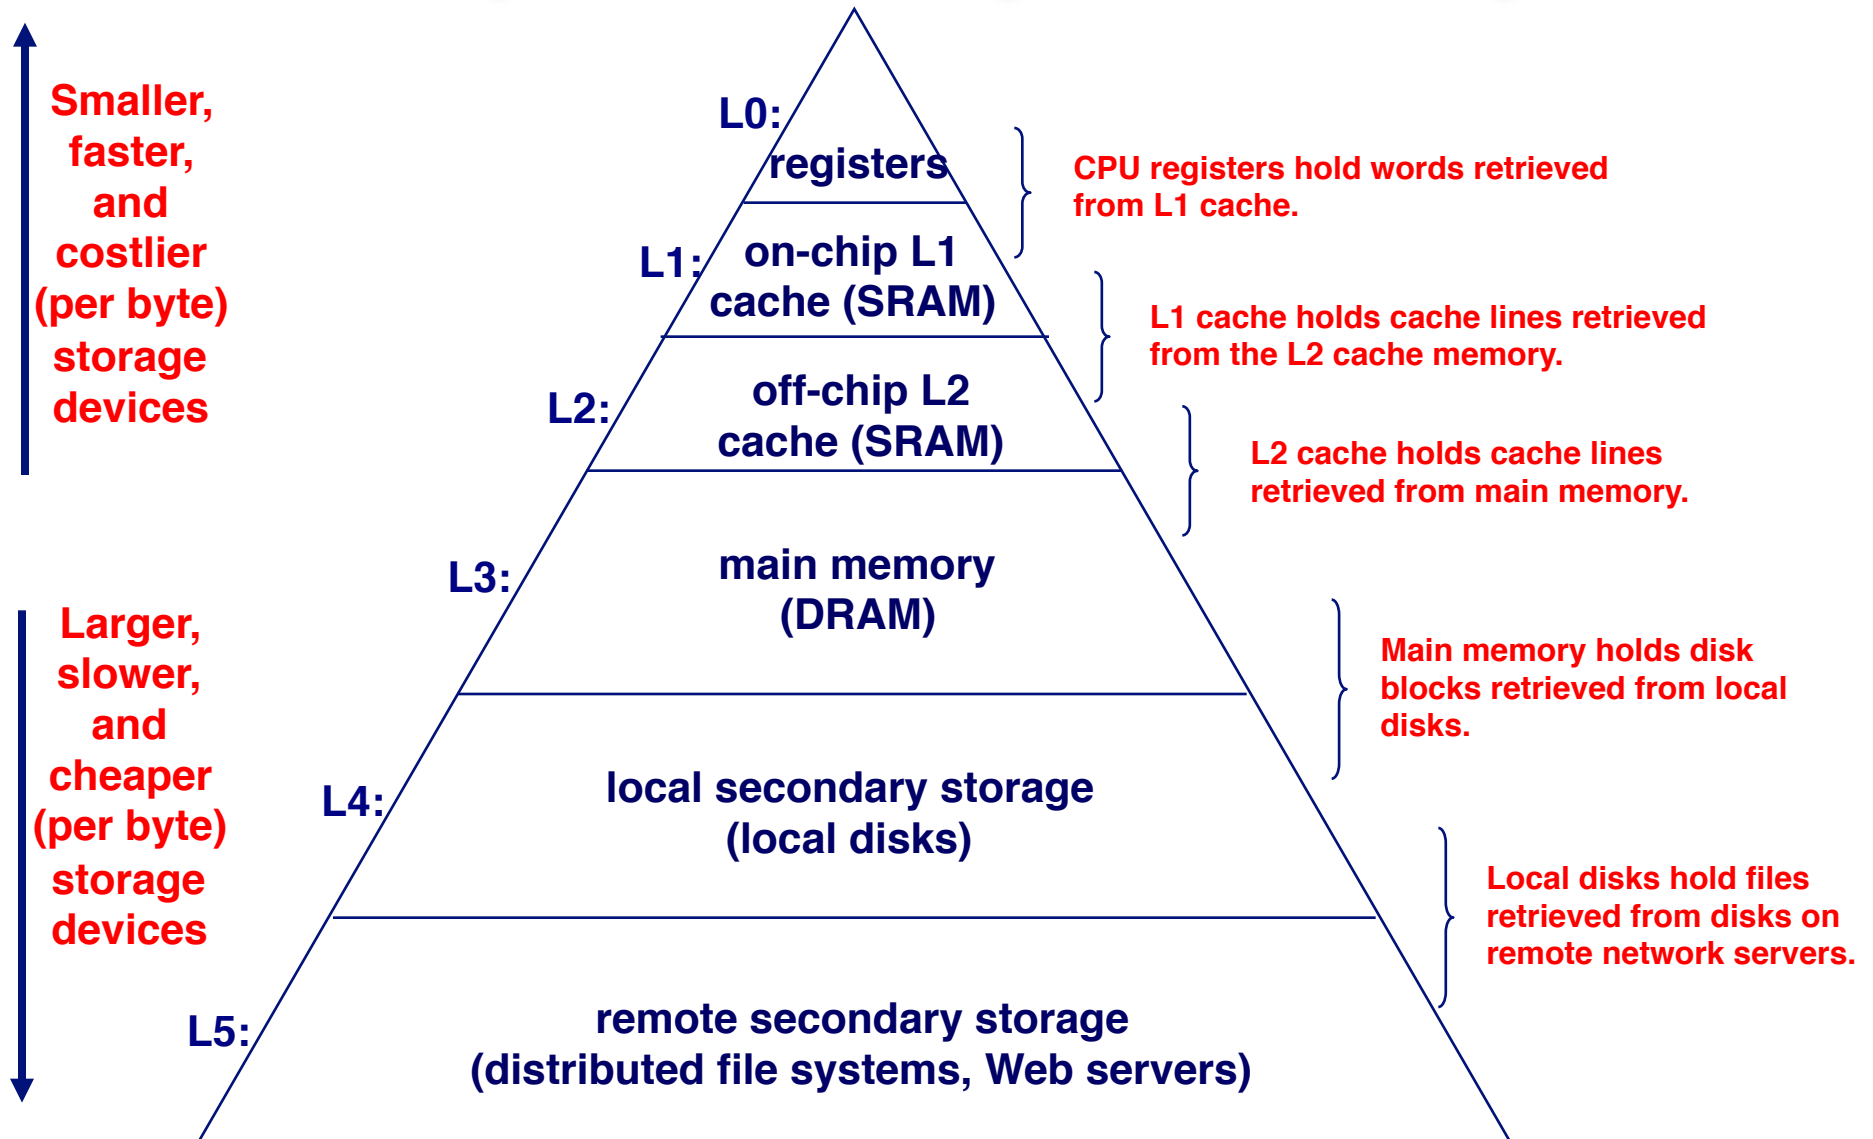 Smaller,
faster,
and
costlier
(per byte)
storage
devices
Larger,
slower,
and
cheaper
(per byte)
storage
devices
L0:
registers
CPU registers hold words retrieved
from L1 cache.
L1:
on-chip L1
cache (SRAM)
L1 cache holds cache lines retrieved
from the L2 cache memory.
L2:
off-chip L2
cache (SRAM)
L2 cache holds cache lines
retrieved from main memory.
L3:
main memory
(DRAM)
Main memory holds disk
blocks retrieved from local
disks.
L4:
local secondary storage
(local disks)
Local disks hold files
retrieved from disks on
remote network servers.
L5:
remote secondary storage
(distributed file systems, Web servers)